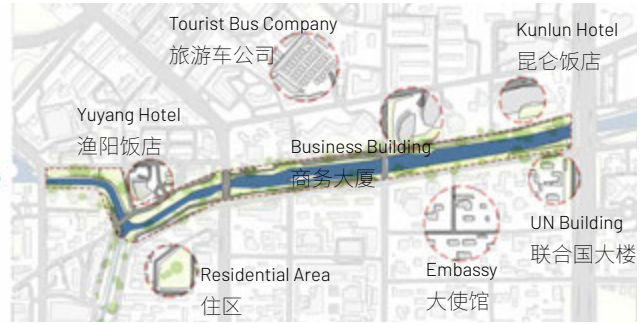 Tourist Bus Company
旅游车公司
Kunlun Hotel
昆仑饭店
Yuyang Hotel
渔阳饭店
Business Building
商务大厦
UN Building
联合国大楼
Embassy
大使馆
Residential Area
住区